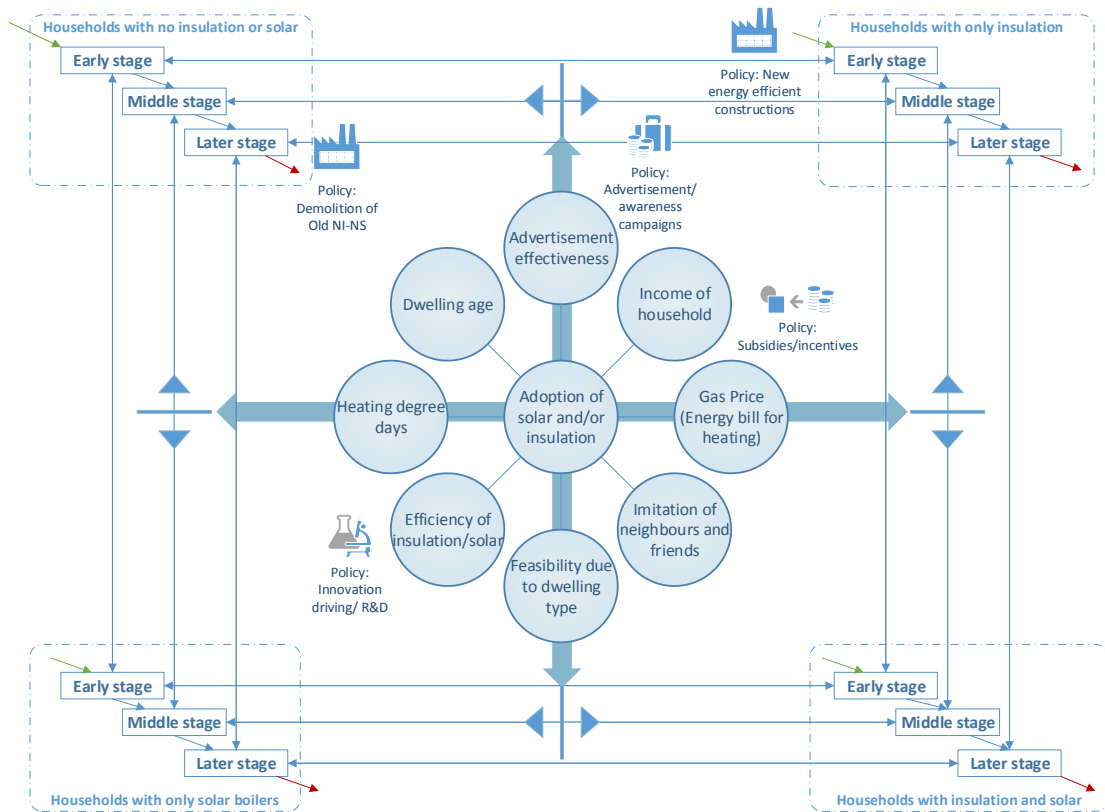 Households with no insulation or solar
Early stage
Middle stage
Later stage
Policy:
Demolition of
Old NI-NS
Policy: New
energy efficient
constructions
Households with only insulation
Early stage
Middle stage
Later stage
Policy:
Advertisement/
awareness
campaigns
Advertisement
effectiveness
Dwelling age
Income of
household
Policy:
Subsidies/incentives
Heating degree
days
Adoption of
solar and/or
insulation
Gas Price
(Energy bill for
heating)
Efficiency of
insulation/solar
Imitation of
neighbours and
friends
Policy:
Innovation
driving/ R&D
Feasibility due
to dwelling
type
Early stage
Middle stage
Later stage
Households with only solar boilers
Early stage
Middle stage
Later stage
Households with insulation and solar